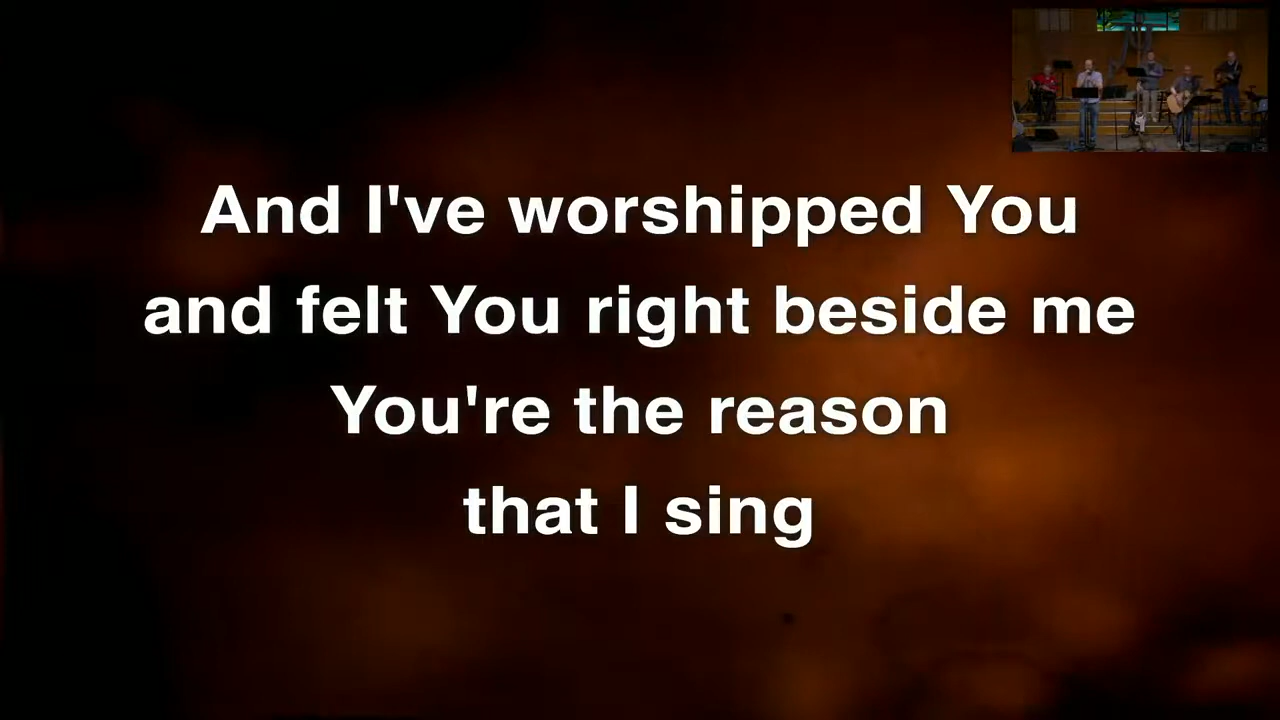 And I've worshipped You
and felt You right beside me
You're the reason
that I sing